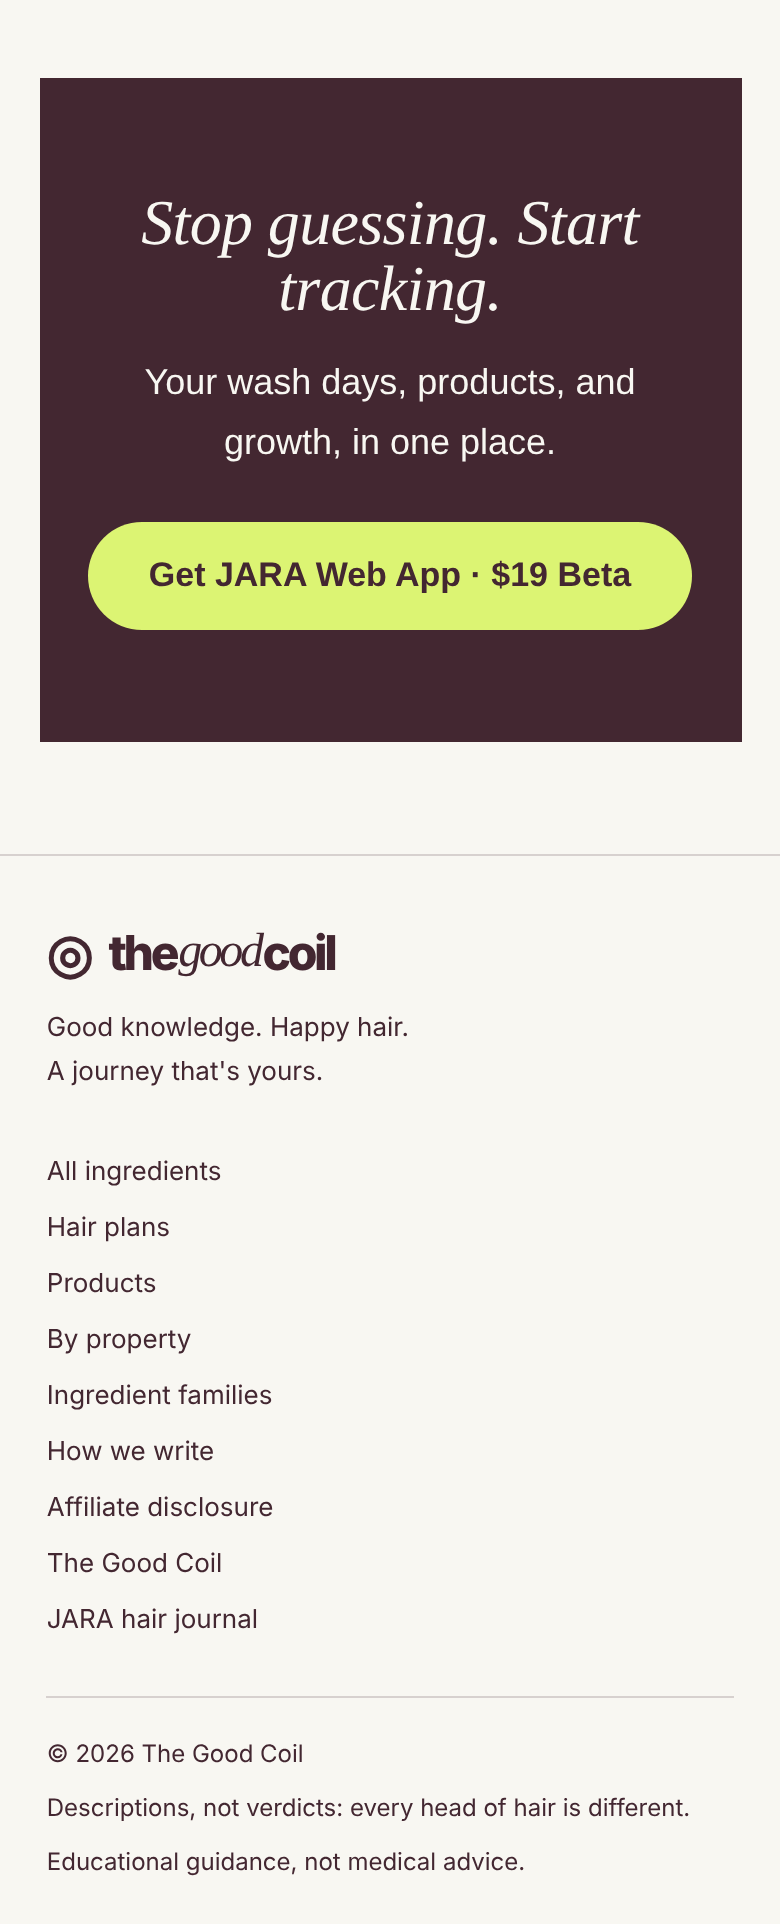 Stop guessing. Start
tracking.
Your wash days, products, and
growth, in one place.
Get JARA Web App · $19 Beta
thegoodcoil
Good knowledge. Happy hair.
A journey that's yours.
All ingredients
Hair plans
Products
By property
Ingredient families
How we write
Affiliate disclosure
The Good Coil
JARA hair journal
© 2026 The Good Coil
Descriptions, not verdicts: every head of hair is different.
Educational guidance, not medical advice.